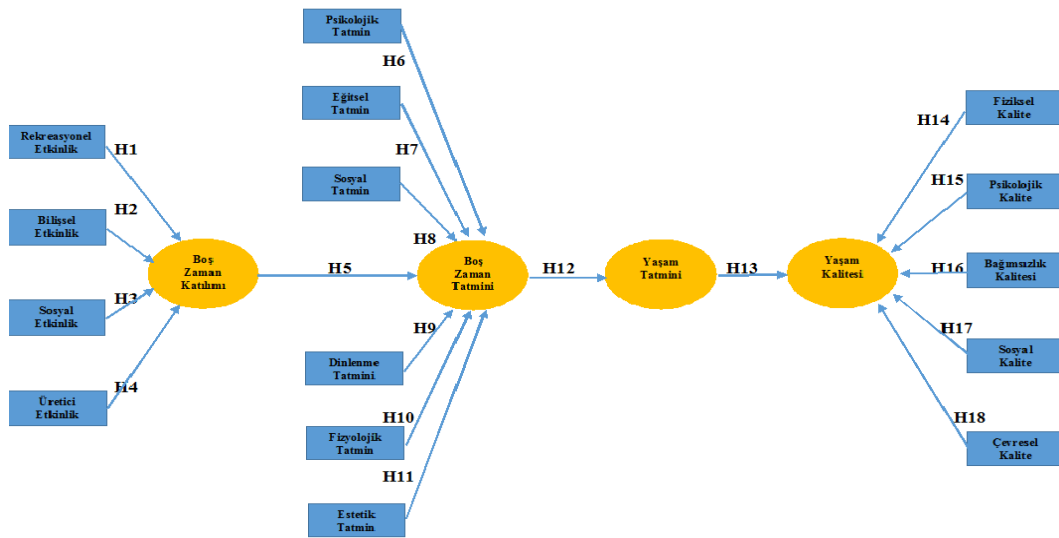 Psikolojik
Tatmin
H6
Eğitsel
Tatmin
H7
Sosyal
Tatmin
H8
Rekreasyonel
Etkinlik
H1
Bilişsel
Etkinlik
H2
Sosyal
Etkinlik
H3
Üretici
Etkinlik
H4
Boş
Zaman
Katılımı
H5
Boş
Zaman
Tatmini
H12
Yaşam
Tatmini
H13
Yaşam
Kalitesi
H9
Dinlenme
Tatmini
H10
Fizyolojik
Tatmin
H11
Estetik
Tatmin
H14
Fiziksel
Kalite
H15
Psikolojik
Kalite
H16
Bağımsızlık
Kalitesi
H17
Sosyal
Kalite
H18
Çevresel
Kalite